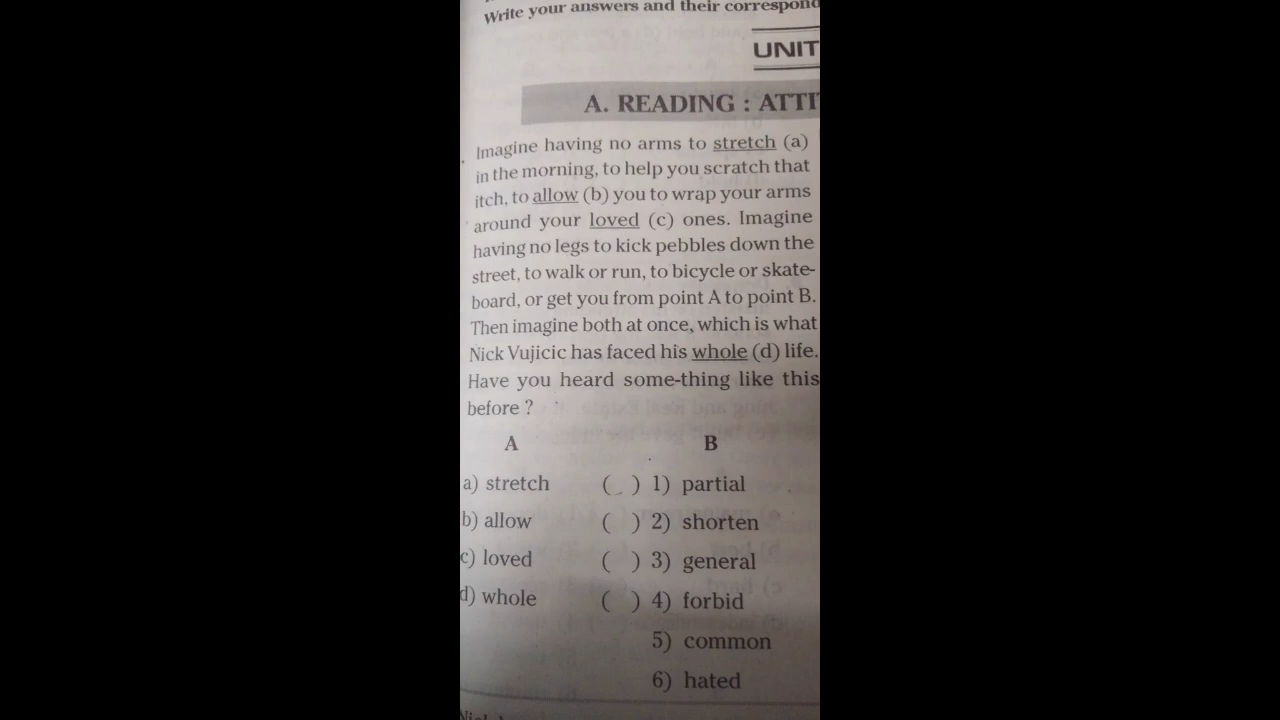 Write your answers and their
UNIT
A. READING :
Imagine having no arms to stretch (a)
in the morning, to help you scratch that
itch, to allow (b) you to wrap your arms
around your loved (c) ones. Imagine
having no legs to kick pebbles down the
street, to walk or run, to bicycle or skate-
board, or get you from point A to point B.
Then imagine both at once, which is what
Nick Vujicic has faced his whole (d) life.
Have you heard some-thing like this
before ?
A B
a) stretch ( ) 1) partial
b) allow ( ) 2) shorten
c) loved ( ) 3) general
d) whole ( ) 4) forbid
5) common
6) hated